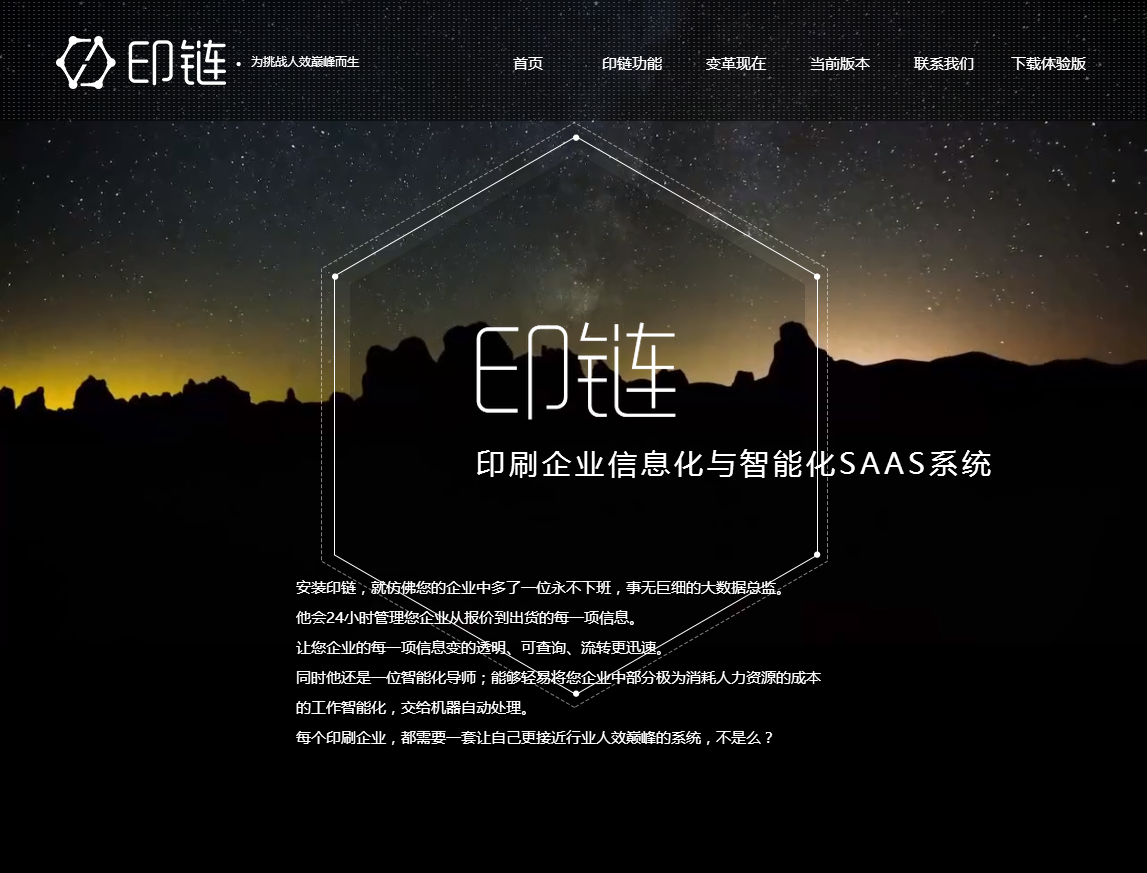 印链
·为挑战人效巅峰而生
首页 印链功能 变革现在 当前版本 联系我们 下载体验版
印链
印刷企业信息化与智能化SAAS系统
安装印链，就仿佛您的企业中多了一位永不下班，事无巨细的大数据总监。
他会24小时管理您企业从报价到出货的每一项信息。
让您企业的每一项信息变的透明、可查询、流转更迅速。
同时他还是一位智能化导师；能够轻易将您企业中部分极为消耗人力资源的成本
的工作智能化，交给机器自动处理。
每个印刷企业，都需要一套让自己更接近行业人效巅峰的系统，不是么？